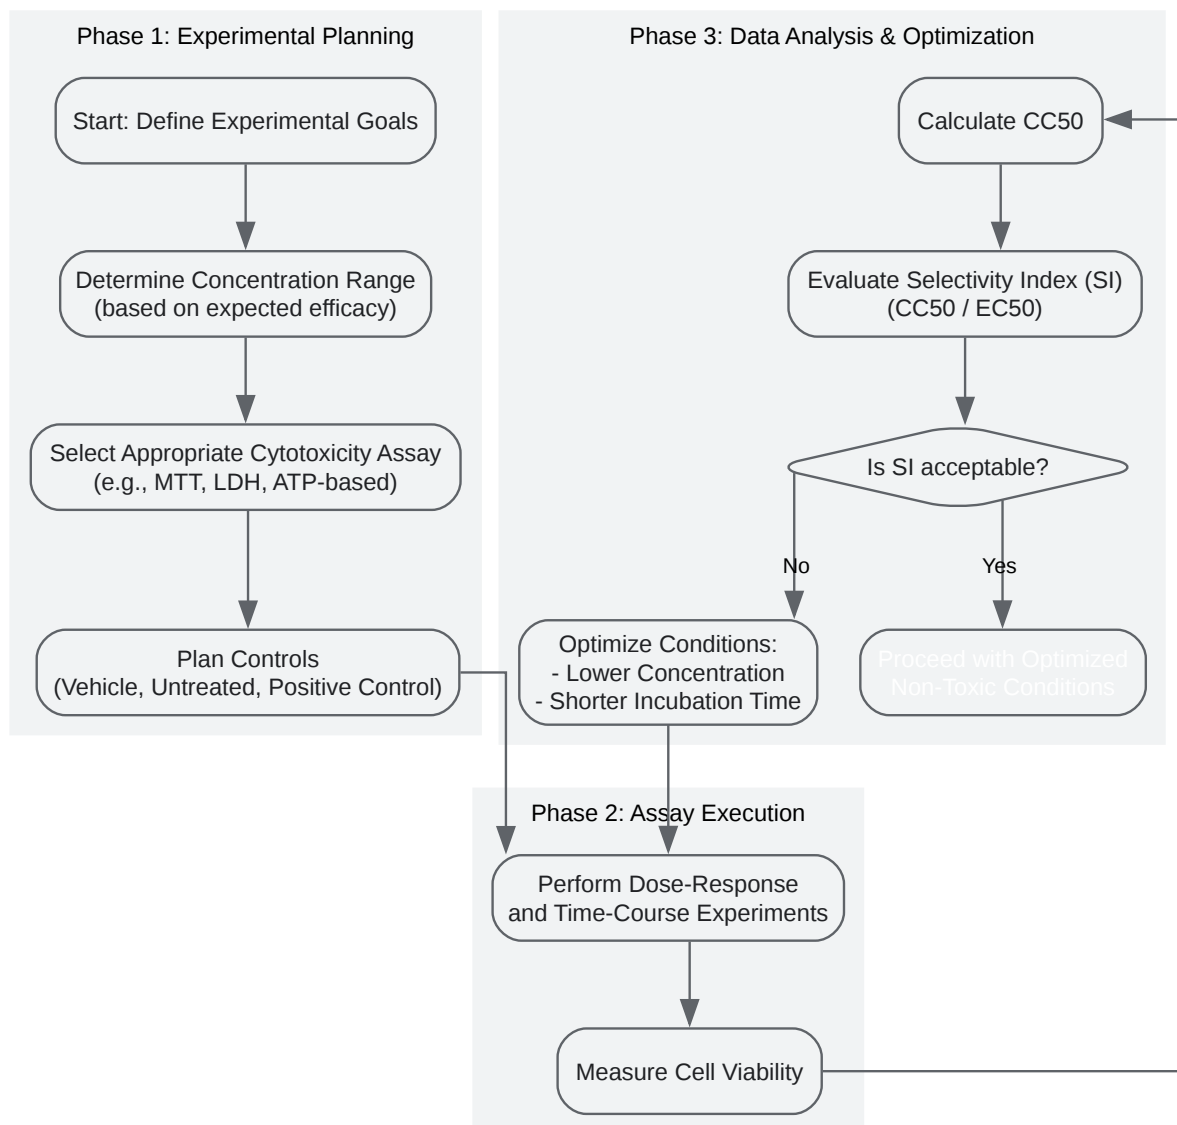 Phase 1: Experimental Planning
Start: Define Experimental Goals
Determine Concentration Range
(based on expected efficacy)
Select Appropriate Cytotoxicity Assay
(e.g., MTT, LDH, ATP-based)
Plan Controls
(Vehicle, Untreated, Positive Control)
Phase 3: Data Analysis & Optimization
Calculate CC50
Evaluate Selectivity Index (SI)
(CC50 / EC50)
Is SI acceptable?
No
Yes
Optimize Conditions:
- Lower Concentration
- Shorter Incubation Time
Proceed with Optimized
Non-Toxic Conditions
Phase 2: Assay Execution
Perform Dose-Response
and Time-Course Experiments
Measure Cell Viability